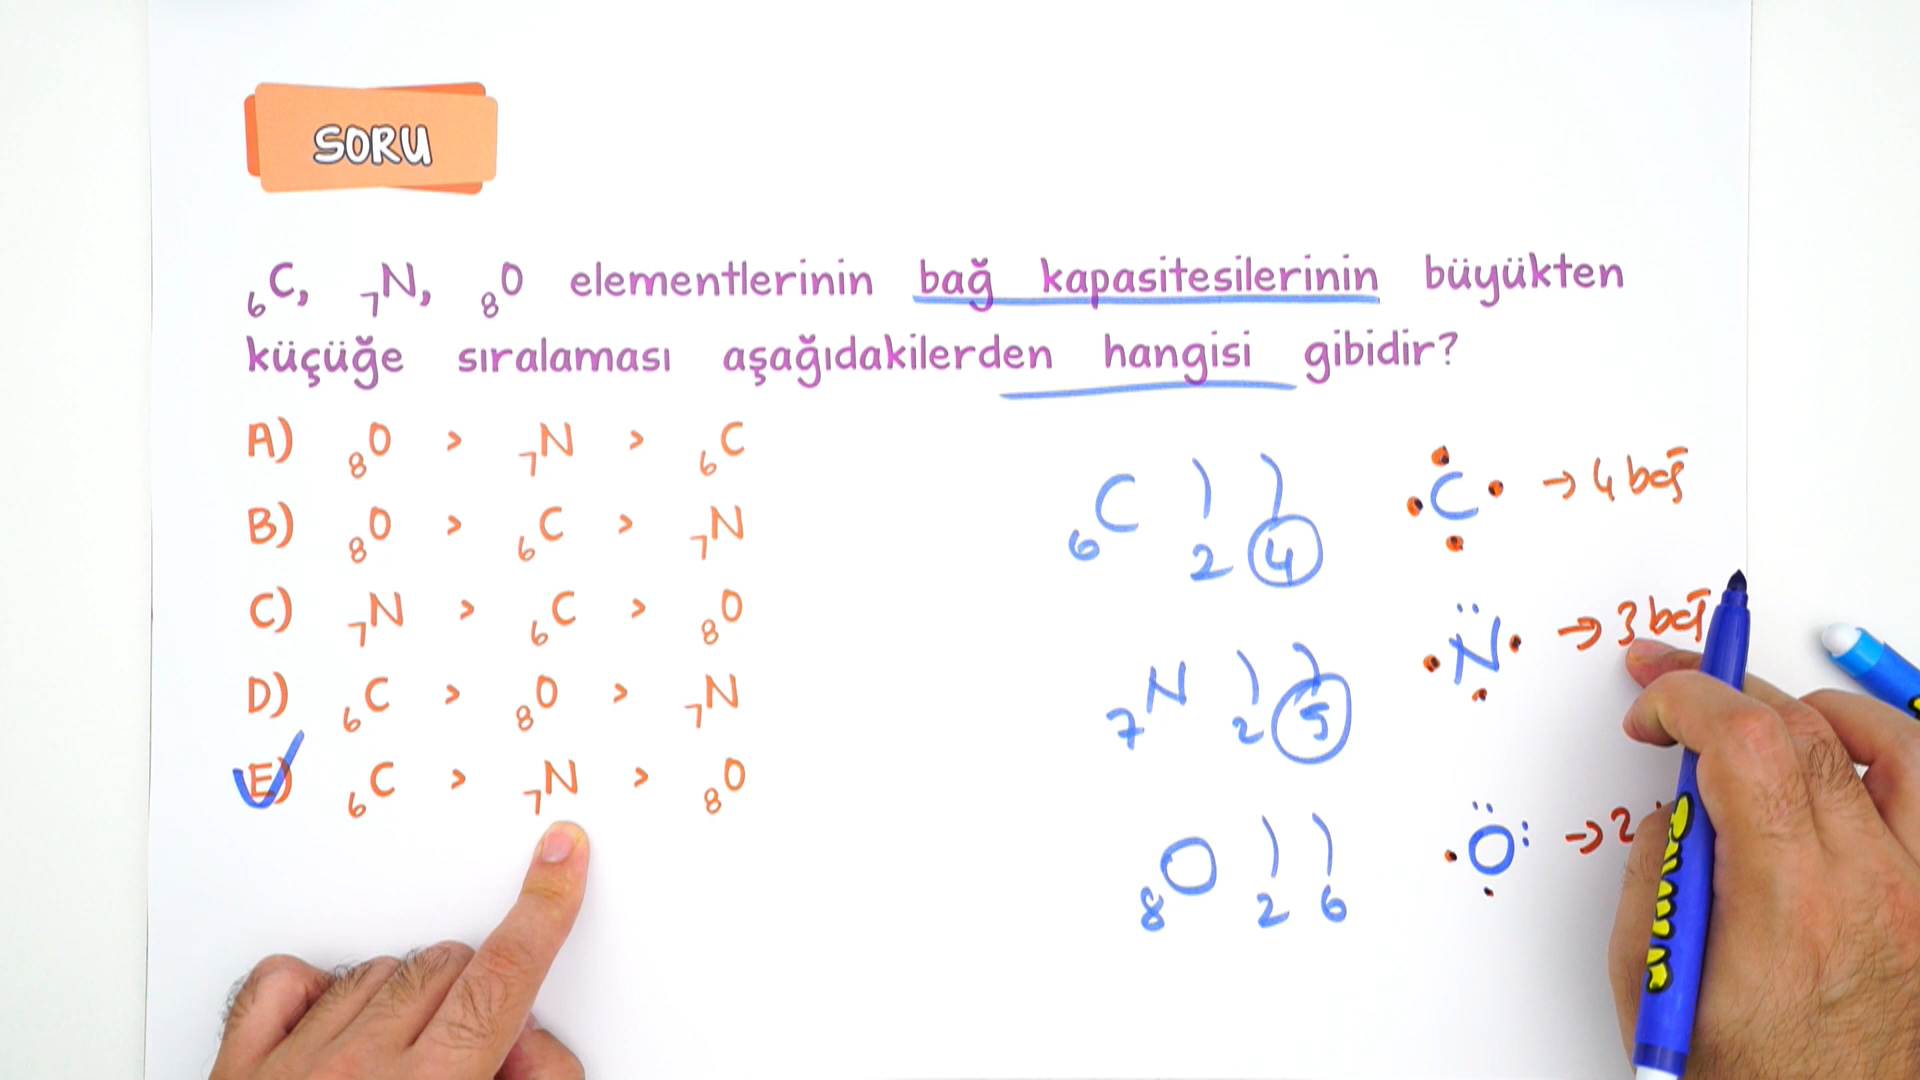 SORU
₆C, ₇N, ₈O elementlerinin bağ kapasitesilerinin büyükten
küçüğe sıralaması aşağıdakilerden hangisi gibidir?
A) ₈O > ₇N > ₆C
B) ₈O > ₆C > ₇N
C) ₇N > ₆C > ₈O
D) ₆C > ₈O > ₇N
E) ₆C > ₇N > ₈O
₆C ) ) 2 4 C → 4 bağ
₇N ) ) 2 5 N → 3 bağ
₈O ) ) 2 6 O → 2